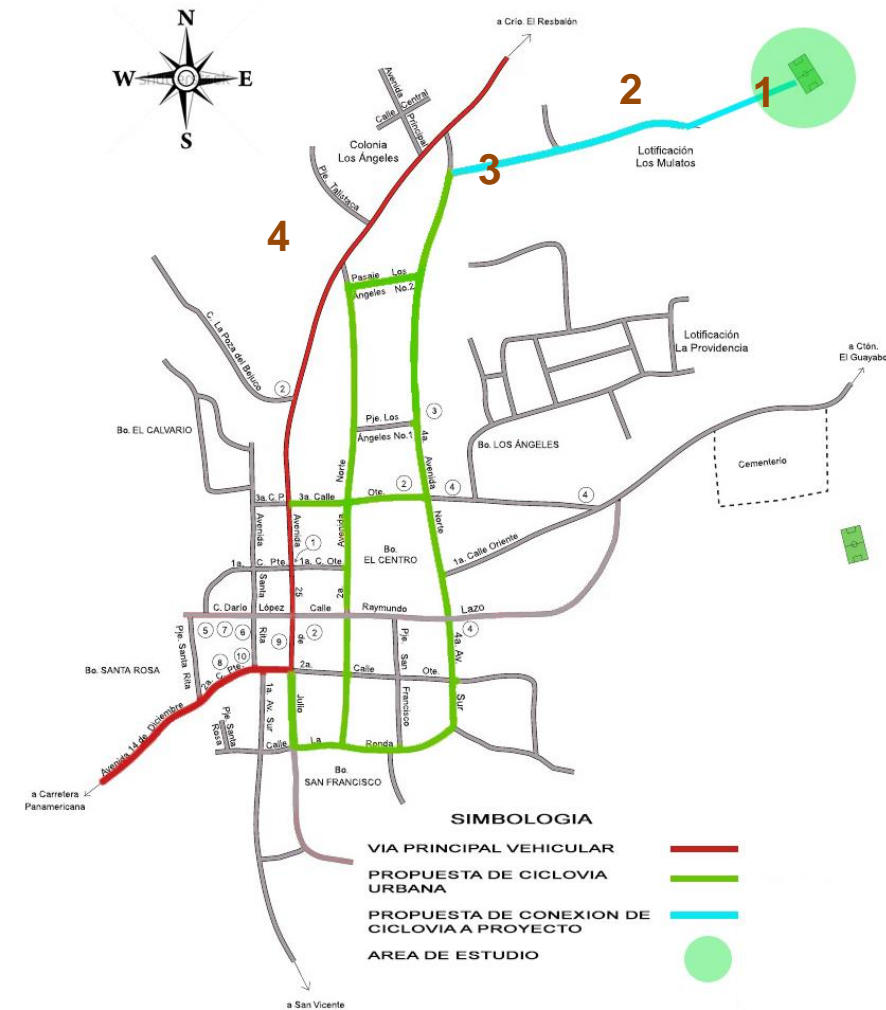 N
W
E
S
a Crío. El Resbalón
1
2
3
4
Avenida
Principal
Calle Central
Colonia
Los Ángeles
Lotificación
Los Mulatos
Pje. Talistaca
Pasaje Los
Ángeles No.2
C. La Poza del Bejuco
2
Lotificación
La Providencia
a Ctón.
El Guayabo
3
Pje. Los
Ángeles No.1
Bo. EL CALVARIO
Bo. LOS ÁNGELES
Cementerio
4a. Avenida Norte
2a. Avenida Norte
3a. C. P.
3a. Calle Ote.
2
4
4
Avenida Santa Rita
Avenida 25 de Julio
1
Bo.
EL CENTRO
1a. C. Pte.
1a. C. Ote
1a. Calle Oriente
C. Darío López
Calle Raymundo Lazo
5
7
6
9
2
4
8
10
Pje. Santa Rita
Pje. San Francisco
4a. Av. Sur
Bo. SANTA ROSA
2a. C. Pte.
2a. Calle Ote.
1a. Av. Sur
Avenida 14 de Diciembre
Pje. Santa
Rosa
Calle La Ronda
Bo.
SAN FRANCISCO
a Carretera
Panamericana
a San Vicente
SIMBOLOGIA
VIA PRINCIPAL VEHICULAR
PROPUESTA DE CICLOVIA
URBANA
PROPUESTA DE CONEXION DE
CICLOVIA A PROYECTO
AREA DE ESTUDIO